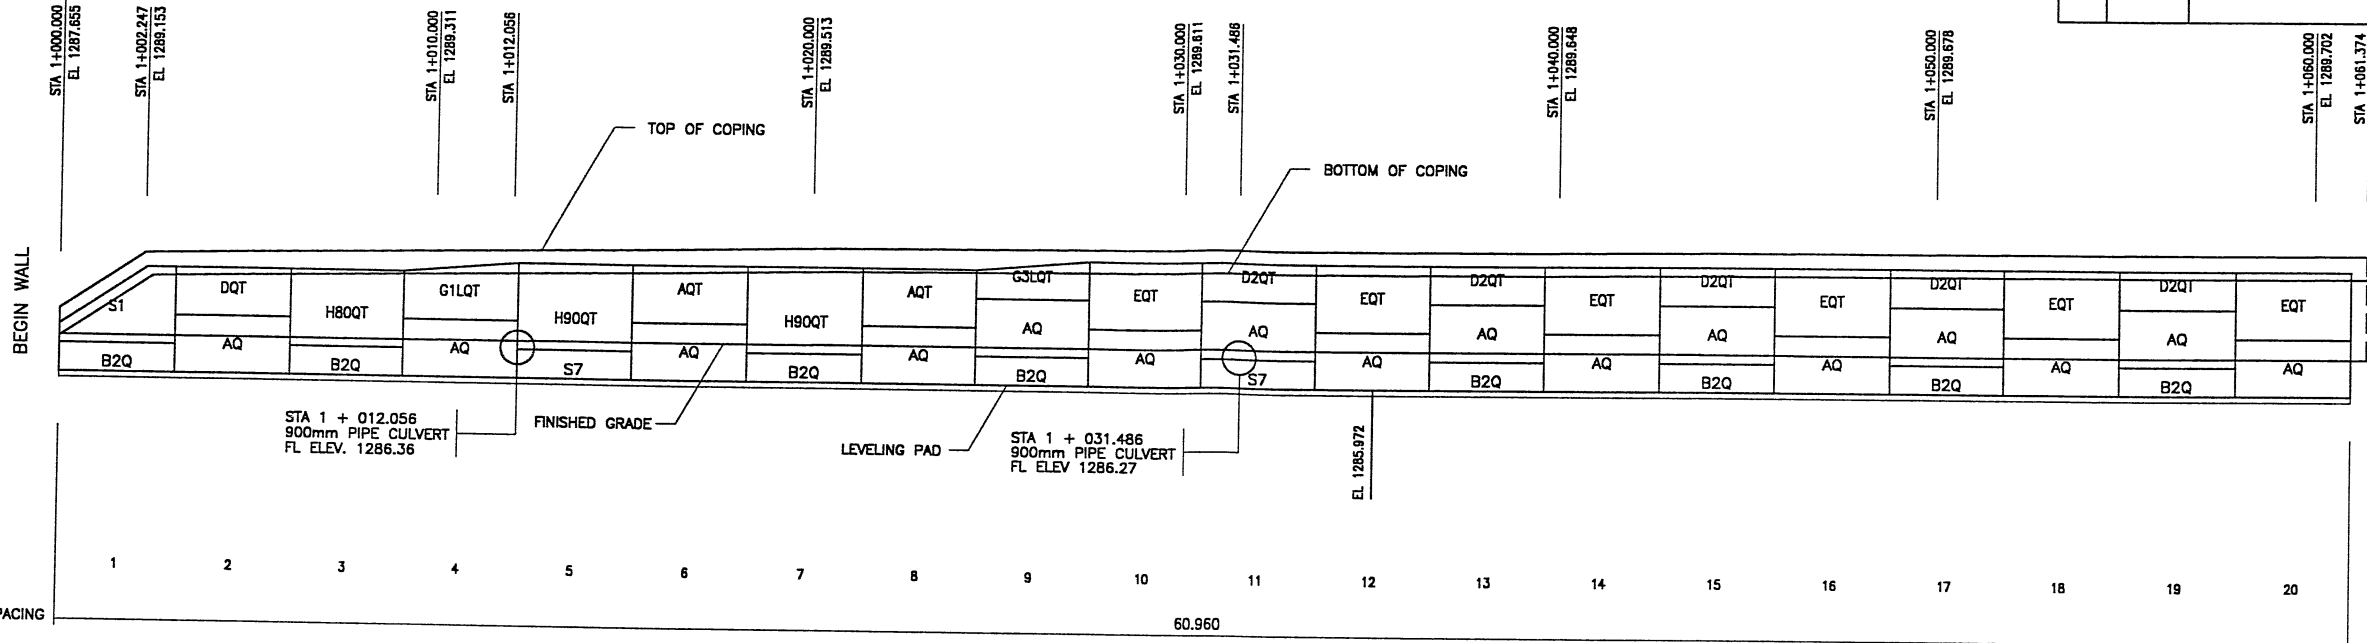 STA 1+000.000
EL 1287.655
STA 1+002.247
EL 1289.153
STA 1+010.000
EL 1289.311
STA 1+012.056
STA 1+020.000
EL 1289.513
STA 1+030.000
EL 1289.611
STA 1+031.486
STA 1+040.000
EL 1289.648
STA 1+050.000
EL 1289.678
STA 1+060.000
EL 1289.702
STA 1+061.374
TOP OF COPING
BOTTOM OF COPING
BEGIN WALL
S1
B2Q
DQT
AQ
H80QT
B2Q
G1LQT
AQ
H90QT
S7
AQT
AQ
H90QT
B2Q
AQT
AQ
G3LQT
AQ
B2Q
EQT
AQ
D2QT
AQ
S7
EQT
AQ
D2QT
AQ
B2Q
EQT
AQ
D2QT
AQ
B2Q
EQT
AQ
D2QT
AQ
B2Q
EQT
AQ
D2QT
AQ
B2Q
EQT
AQ
STA 1 + 012.056
900mm PIPE CULVERT
FL ELEV. 1286.36
FINISHED GRADE
LEVELING PAD
STA 1 + 031.486
900mm PIPE CULVERT
FL ELEV 1286.27
EL 1285.972
1 2 3 4 5 6 7 8 9 10 11 12 13 14 15 16 17 18 19 20
PACING
60.960